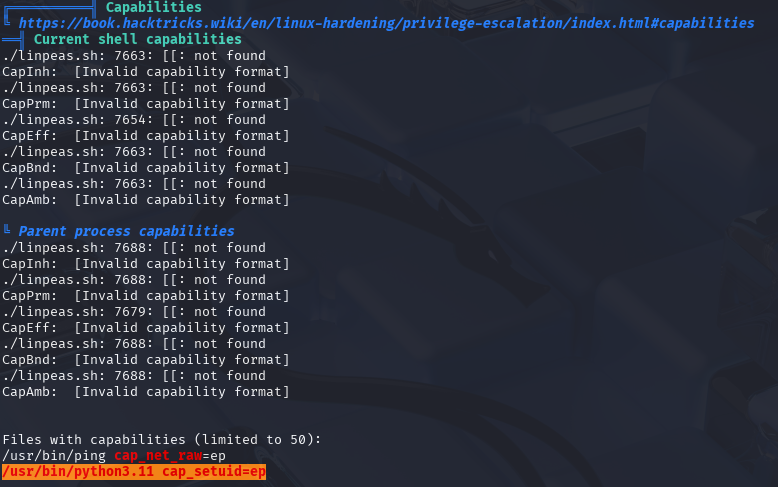 ╔══════════╣ Capabilities
╚ https://book.hacktricks.wiki/en/linux-hardening/privilege-escalation/index.html#capabilities
══╣ Current shell capabilities
./linpeas.sh: 7663: [[: not found
CapInh:  [Invalid capability format]
./linpeas.sh: 7663: [[: not found
CapPrm:  [Invalid capability format]
./linpeas.sh: 7654: [[: not found
CapEff:  [Invalid capability format]
./linpeas.sh: 7663: [[: not found
CapBnd:  [Invalid capability format]
./linpeas.sh: 7663: [[: not found
CapAmb:  [Invalid capability format]
╚ Parent process capabilities
./linpeas.sh: 7688: [[: not found
CapInh:  [Invalid capability format]
./linpeas.sh: 7688: [[: not found
CapPrm:  [Invalid capability format]
./linpeas.sh: 7679: [[: not found
CapEff:  [Invalid capability format]
./linpeas.sh: 7688: [[: not found
CapBnd:  [Invalid capability format]
./linpeas.sh: 7688: [[: not found
CapAmb:  [Invalid capability format]
Files with capabilities (limited to 50):
/usr/bin/ping cap_net_raw=ep
/usr/bin/python3.11 cap_setuid=ep